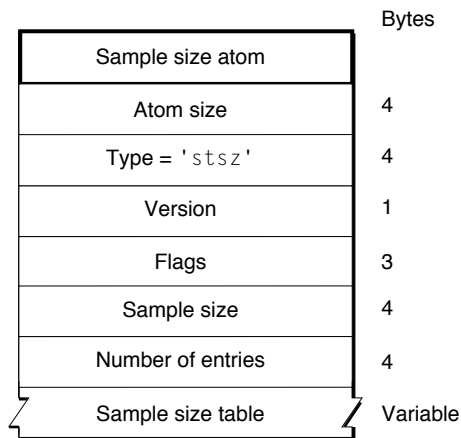 Bytes
Sample size atom
Atom size 4
Type = 'stsz' 4
Version 1
Flags 3
Sample size 4
Number of entries 4
Sample size table Variable